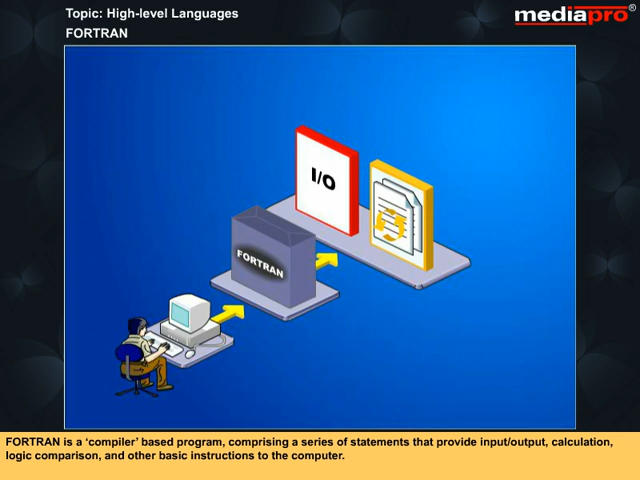 Topic: High-level Languages
FORTRAN
mediapro®
I/O
FORTRAN
FORTRAN is a ‘compiler’ based program, comprising a series of statements that provide input/output, calculation,
logic comparison, and other basic instructions to the computer.